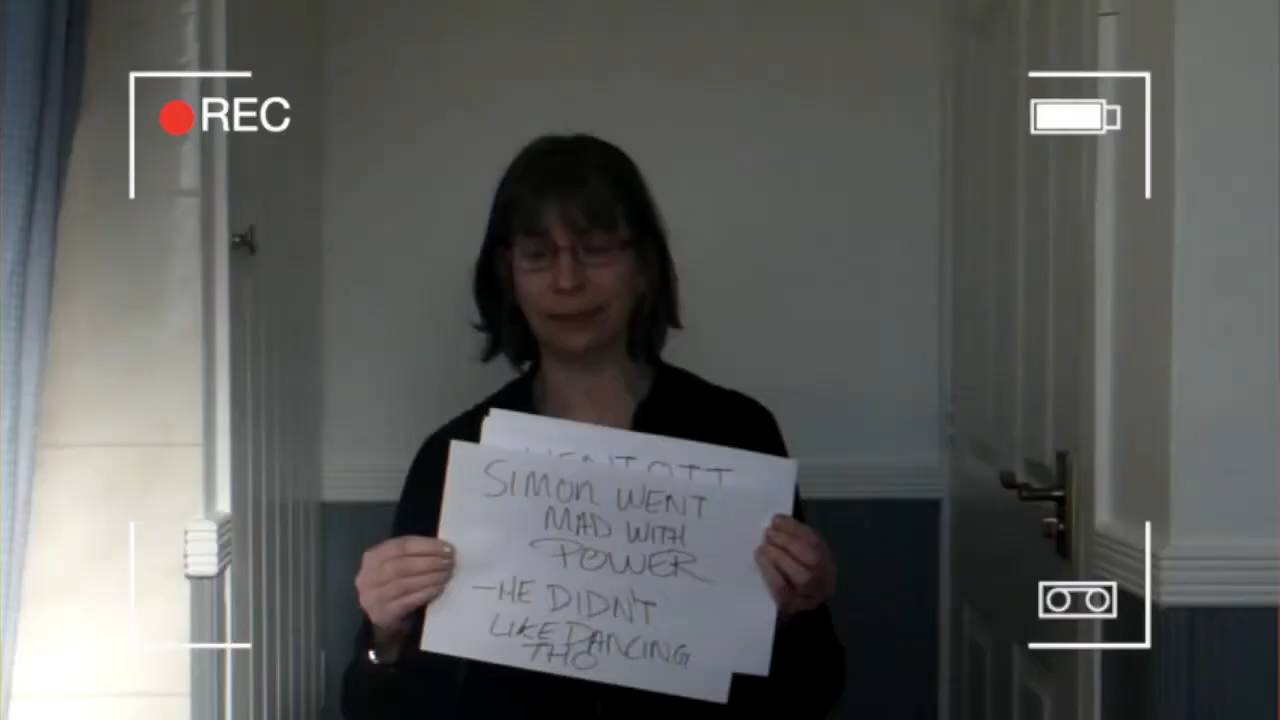 REC
SIMON WENT
MAD WITH
POWER
—HE DIDN'T
LIKE DANCING
THO